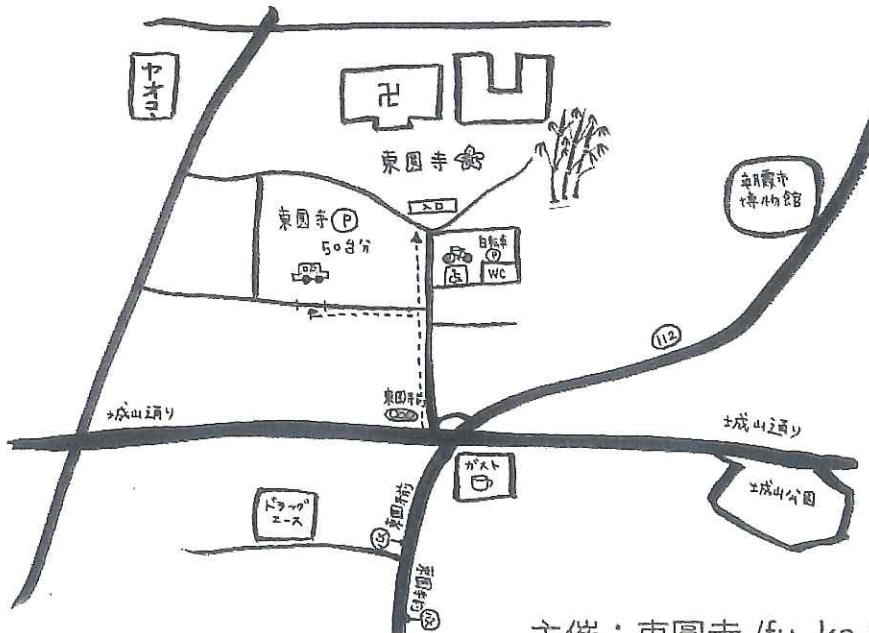 ヤオコー
卍
東圓寺
入口
朝霞市
博物館
東圓寺 P
50台分
自転車
P
WC
112
東圓寺前
城山通り
城山通り
ガスト
ドラッグ
エース
東圓寺前
東圓寺前
城山公園